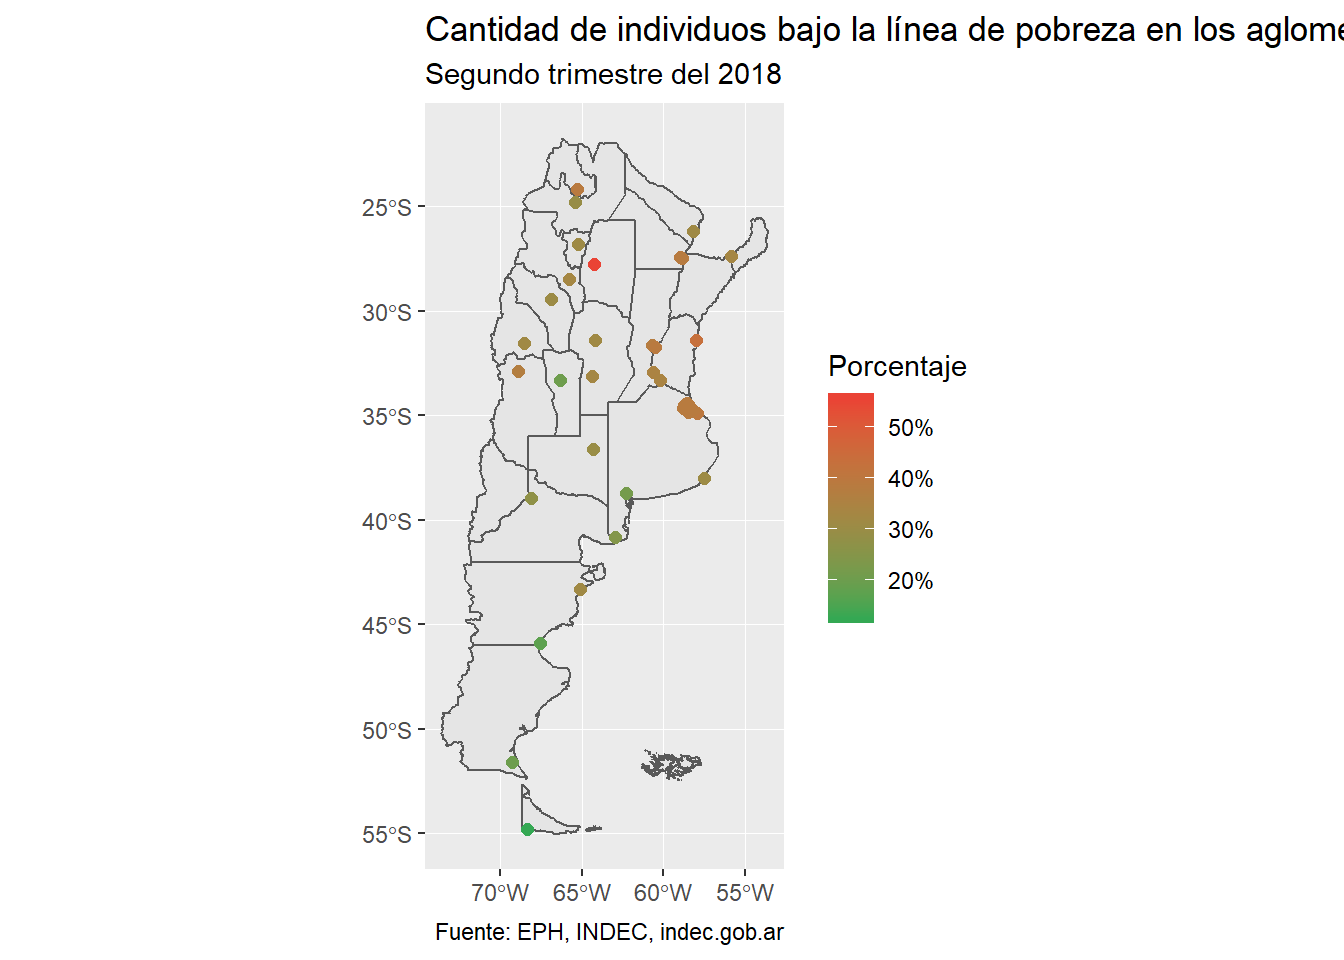 Cantidad de individuos bajo la línea de pobreza en los aglome
Segundo trimestre del 2018
25°S
30°S
35°S
40°S
45°S
50°S
55°S
70°W 65°W 60°W 55°W
Porcentaje
50%
40%
30%
20%
Fuente: EPH, INDEC, indec.gob.ar